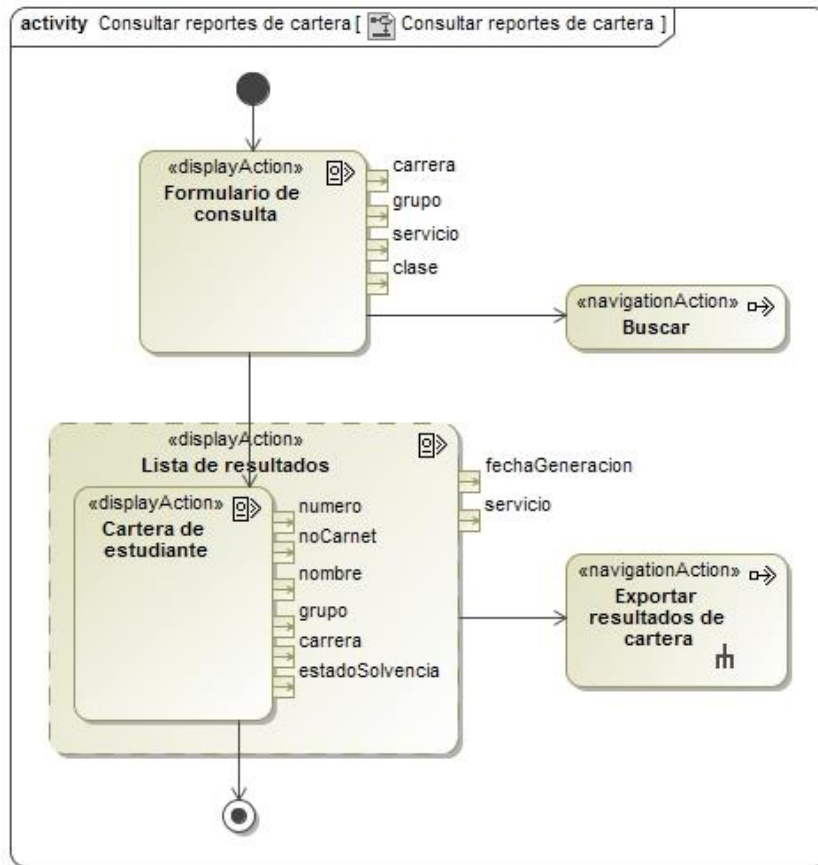 activity Consultar reportes de cartera [ Consultar reportes de cartera ]
«displayAction»
Formulario de
consulta
carrera
grupo
servicio
clase
«navigationAction»
Buscar
«displayAction»
Lista de resultados
fechaGeneracion
servicio
«displayAction»
Cartera de
estudiante
numero
noCarnet
nombre
grupo
carrera
estadoSolvencia
«navigationAction»
Exportar
resultados de
cartera